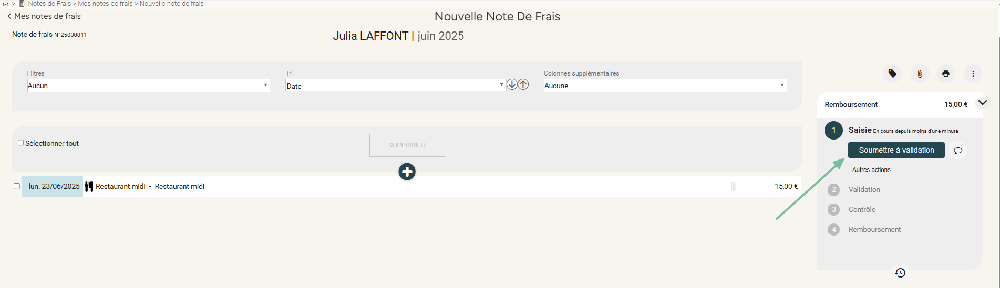 > Notes de Frais > Mes notes de frais > Nouvelle note de frais
Mes notes de frais
Nouvelle Note De Frais
Note de frais N°25000011
Julia LAFFONT | juin 2025
Filtres
Aucun
Tri
Date
Colonnes supplémentaires
Aucune
Remboursement 15,00 €
1 Saisie En cours depuis moins d'une minute
Sélectionner tout
SUPPRIMER
Soumettre à validation
Autres actions
lun. 23/06/2025 Restaurant midi - Restaurant midi 15,00 €
2 Validation
3 Contrôle
4 Remboursement